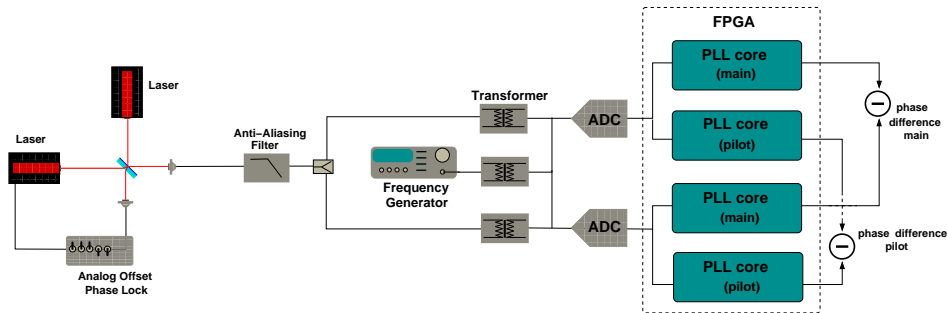 FPGA
PLL core
(main)
Laser
Transformer
phase
difference
main
Anti–Aliasing
Filter
ADC
Laser
PLL core
(pilot)
Frequency
Generator
PLL core
(main)
ADC
phase difference
pilot
PLL core
(pilot)
Analog Offset
Phase Lock